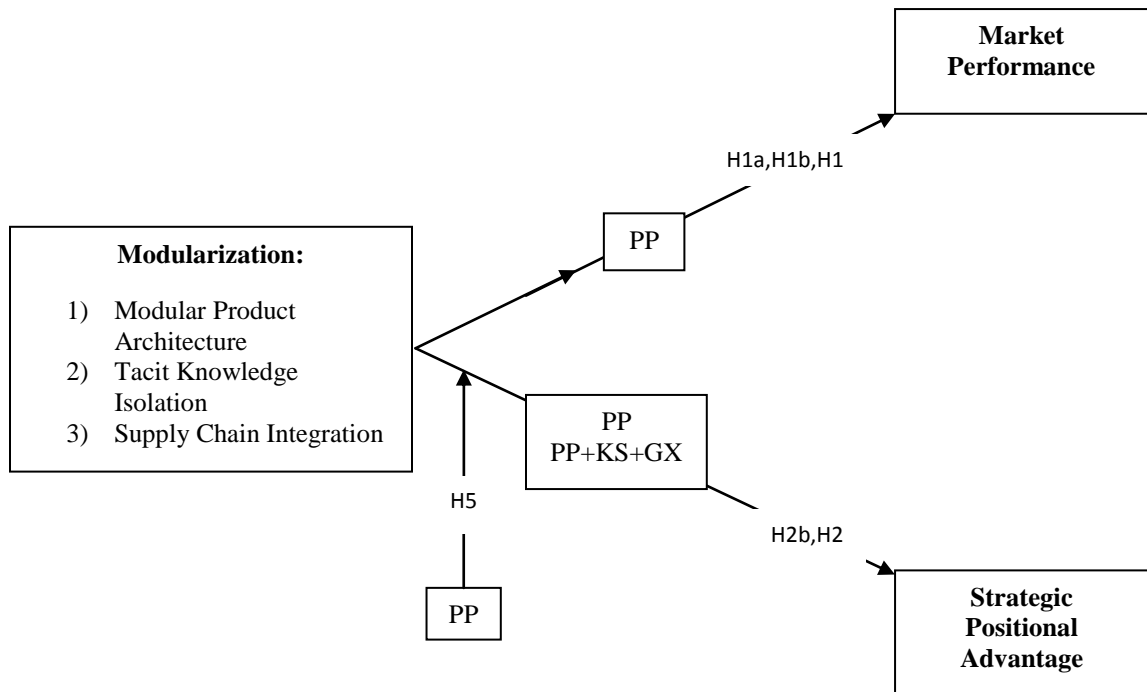 Market
Performance
H1a,H1b,H1
PP
Modularization:
1) Modular Product
Architecture
2) Tacit Knowledge
Isolation
3) Supply Chain Integration
PP
PP+KS+GX
H5
H2b,H2
PP
Strategic
Positional
Advantage